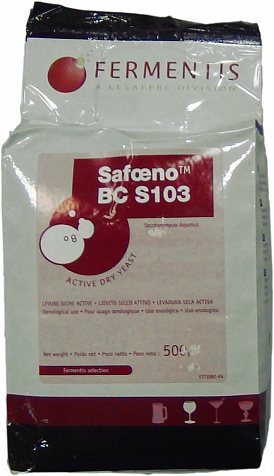 FERMENTIS
A LESAFFRE DIVISION
Safœno™
BC S103
Saccharomyces bayanus
ACTIVE DRY YEAST
LEVURE SÈCHE ACTIVE • LIEVITO SECCO ATTIVO • LEVADURA SECA ACTIVA
Oenological use • Pour usage œnologique • Uso enologico • Uso enológico
Net weight • Poids net • Peso netto • Peso neto : 500g
Fermentis selection